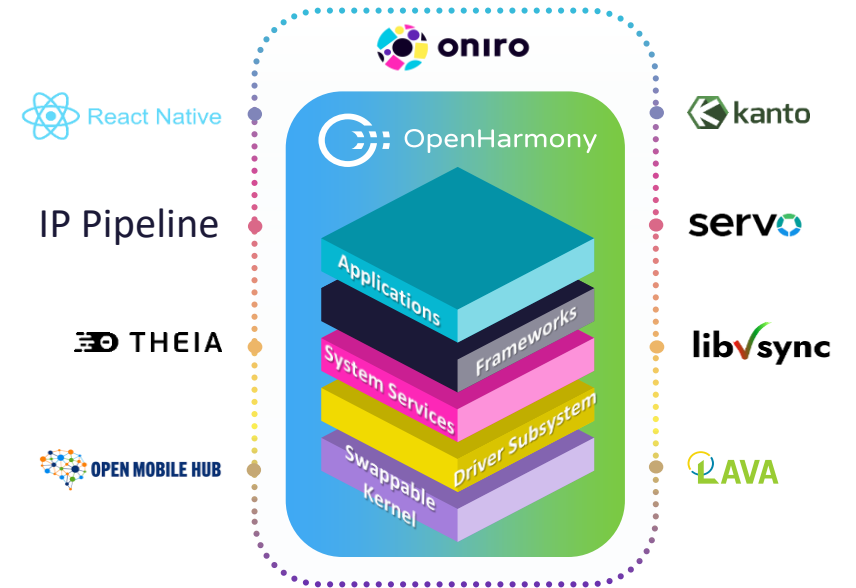 oniro
React Native
kanto
OpenHarmony
IP Pipeline
servo
Applications
Frameworks
THEIA
libvsync
System Services
Driver Subsystem
OPEN MOBILE HUB
LAVA
Swappable
Kernel